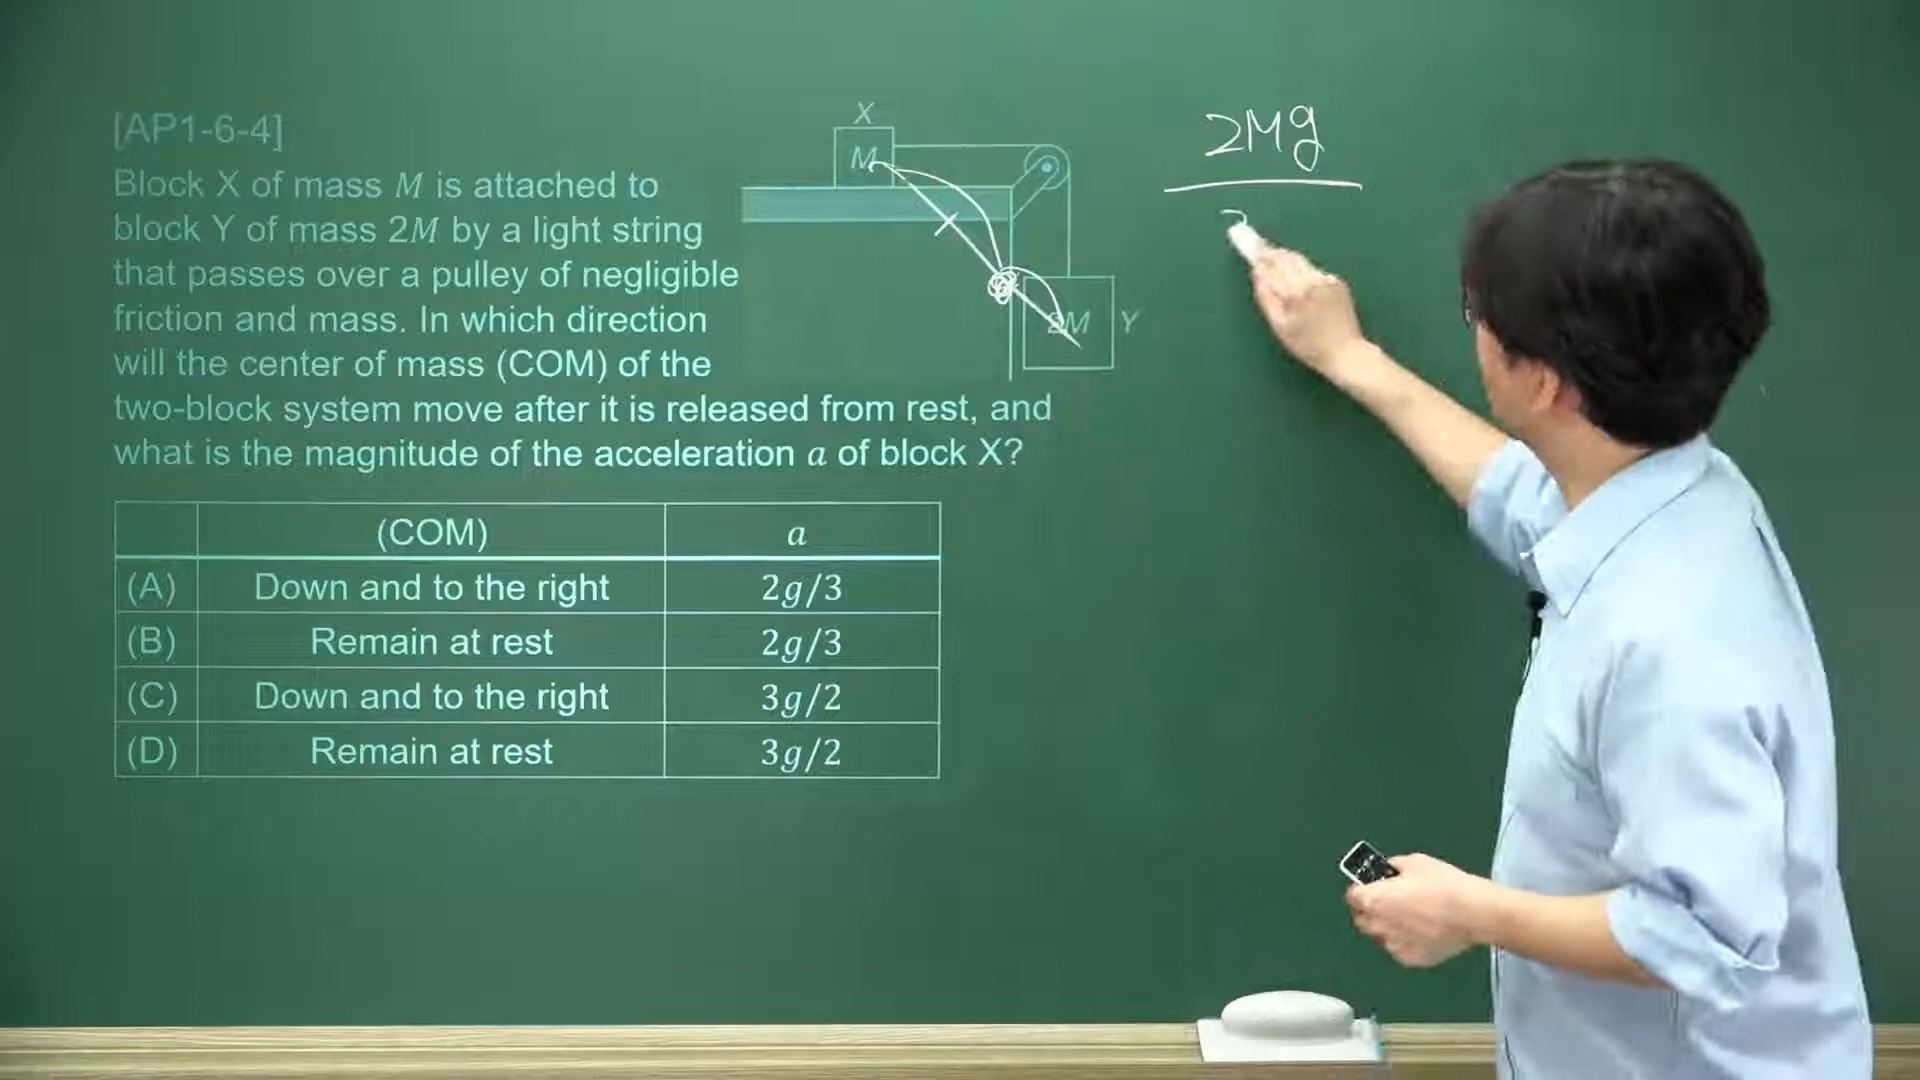 [AP1-6-4]
Block X of mass M is attached to
block Y of mass 2M by a light string
that passes over a pulley of negligible
friction and mass. In which direction
will the center of mass (COM) of the
two-block system move after it is released from rest, and
what is the magnitude of the acceleration a of block X?
X
M
2M
Y
2Mg
(COM) a
(A) Down and to the right 2g/3
(B) Remain at rest 2g/3
(C) Down and to the right 3g/2
(D) Remain at rest 3g/2